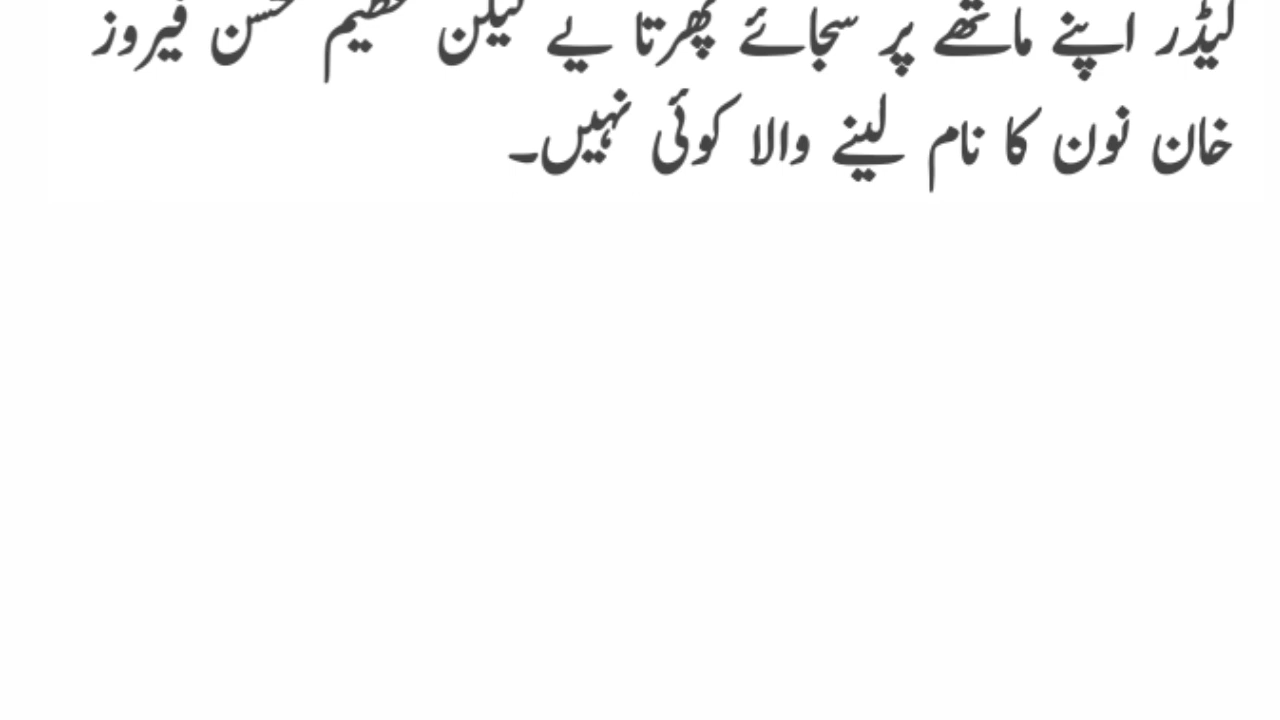 لیڈر اپنے ماتھے پر سجائے پھرتا ہے لیکن عظیم محسن فیروز
خان نون کا نام لینے والا کوئی نہیں۔